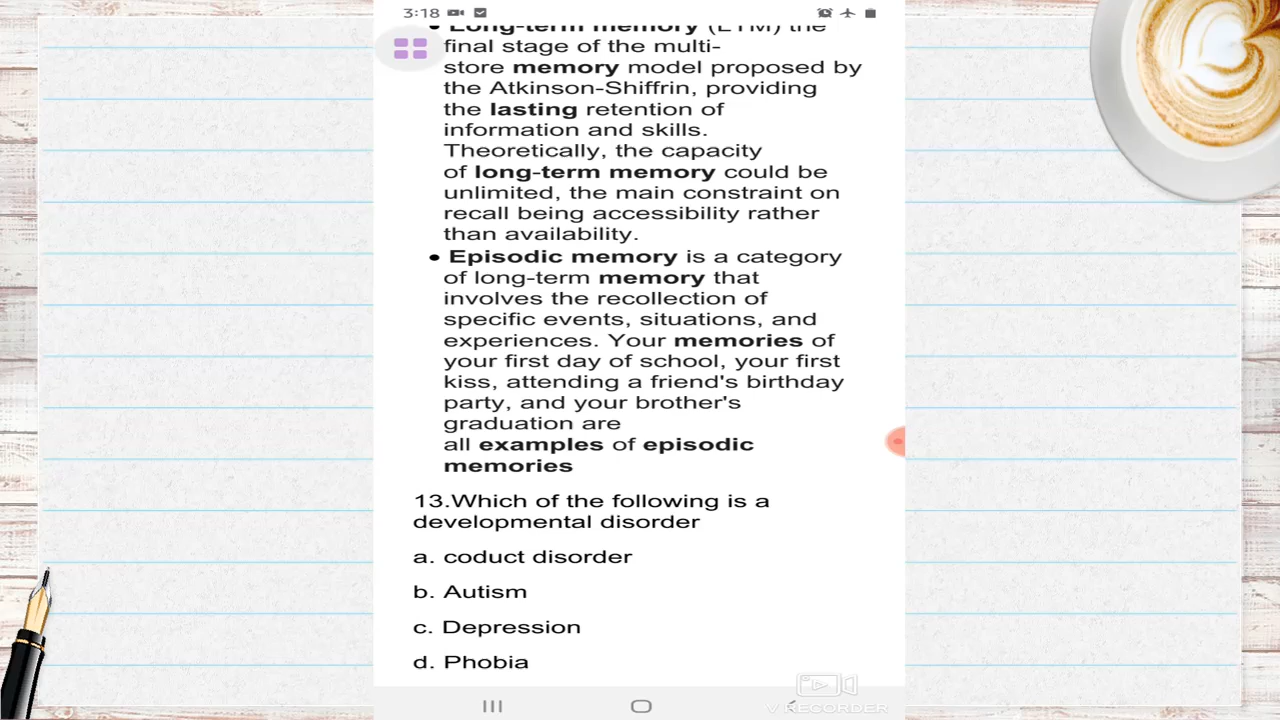 3:18
• Long-term memory (LTM) the
final stage of the multi-
store memory model proposed by
the Atkinson-Shiffrin, providing
the lasting retention of
information and skills.
Theoretically, the capacity
of long-term memory could be
unlimited, the main constraint on
recall being accessibility rather
than availability.
• Episodic memory is a category
of long-term memory that
involves the recollection of
specific events, situations, and
experiences. Your memories of
your first day of school, your first
kiss, attending a friend's birthday
party, and your brother's
graduation are
all examples of episodic
memories
13.Which of the following is a
developmental disorder
a. coduct disorder
b. Autism
c. Depression
d. Phobia
V RECORDER